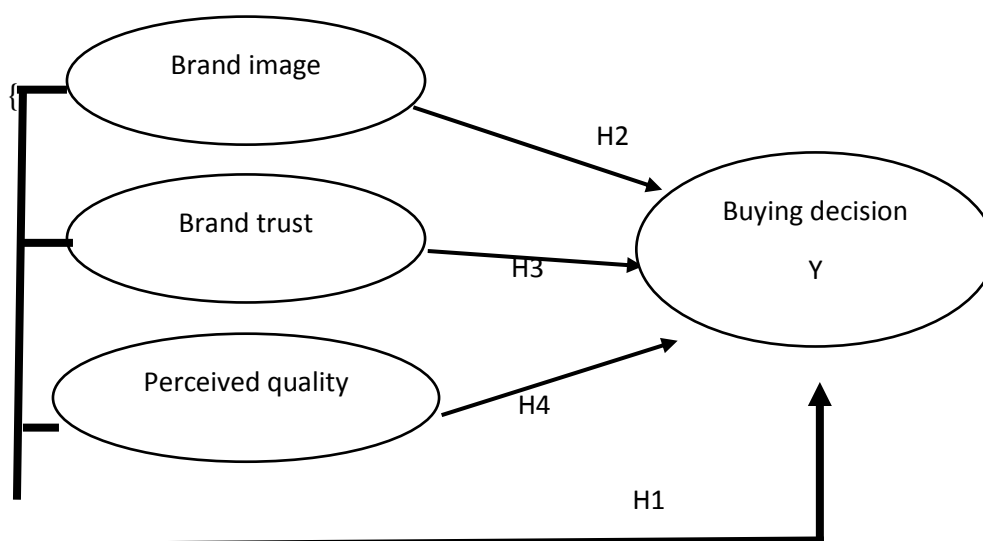 Brand image
{
H2
Buying decision
Brand trust
Y
H3
Perceived quality
H4
H1